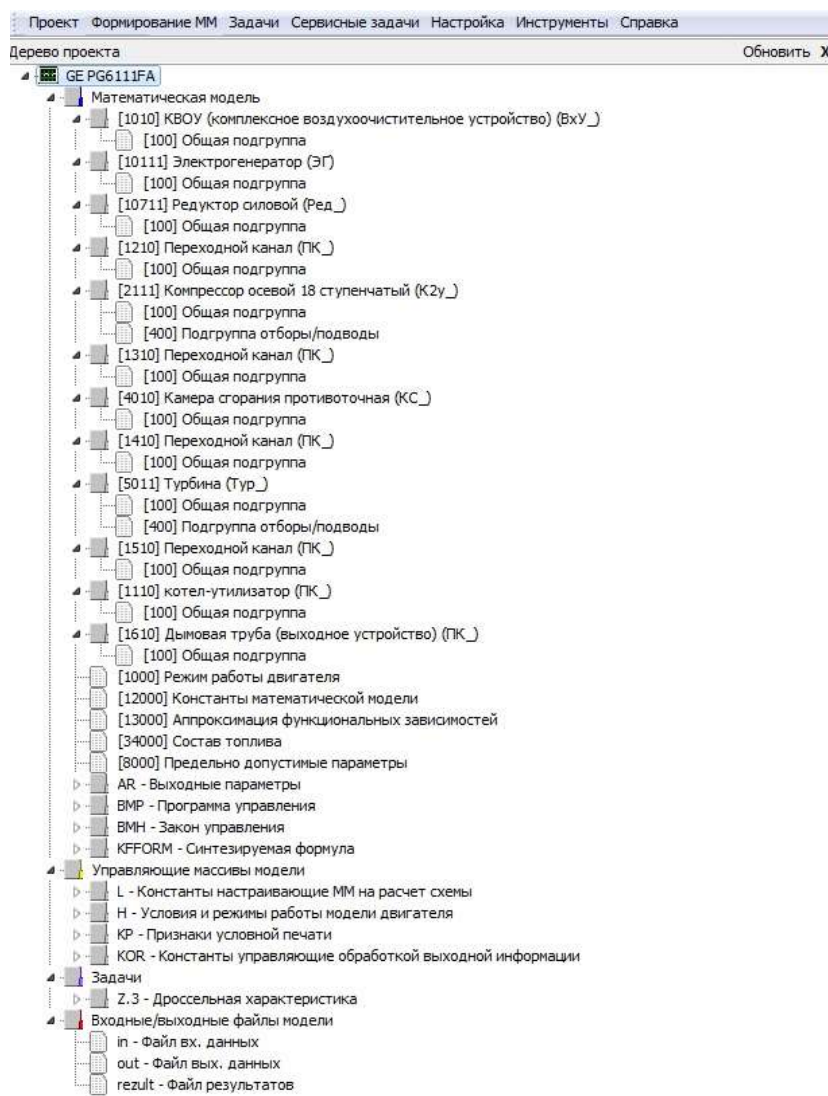 Проект Формирование ММ Задачи Сервисные задачи Настройка Инструменты Справка
Дерево проекта Обновить X
GE PG6111FA
Математическая модель
[1010] КВОУ (комплексное воздухоочистительное устройство) (ВхУ_)
[100] Общая подгруппа
[10111] Электрогенератор (ЭГ)
[100] Общая подгруппа
[10711] Редуктор силовой (Ред_)
[100] Общая подгруппа
[1210] Переходной канал (ПК_)
[100] Общая подгруппа
[2111] Компрессор осевой 18 ступенчатый (К2у_)
[100] Общая подгруппа
[400] Подгруппа отборы/подводы
[1310] Переходной канал (ПК_)
[100] Общая подгруппа
[4010] Камера сгорания противоточная (КС_)
[100] Общая подгруппа
[1410] Переходной канал (ПК_)
[100] Общая подгруппа
[5011] Турбина (Тур_)
[100] Общая подгруппа
[400] Подгруппа отборы/подводы
[1510] Переходной канал (ПК_)
[100] Общая подгруппа
[1110] котел-утилизатор (ПК_)
[100] Общая подгруппа
[1610] Дымовая труба (выходное устройство) (ПК_)
[100] Общая подгруппа
[1000] Режим работы двигателя
[12000] Константы математической модели
[13000] Аппроксимация функциональных зависимостей
[34000] Состав топлива
[8000] Предельно допустимые параметры
AR - Выходные параметры
BMP - Программа управления
BMH - Закон управления
KFFORM - Синтезируемая формула
Управляющие массивы модели
L - Константы настраивающие ММ на расчет схемы
H - Условия и режимы работы модели двигателя
KP - Признаки условной печати
KOR - Константы управляющие обработкой выходной информации
Задачи
Z.3 - Дроссельная характеристика
Входные/выходные файлы модели
in - Файл вх. данных
out - Файл вых. данных
rezult - Файл результатов